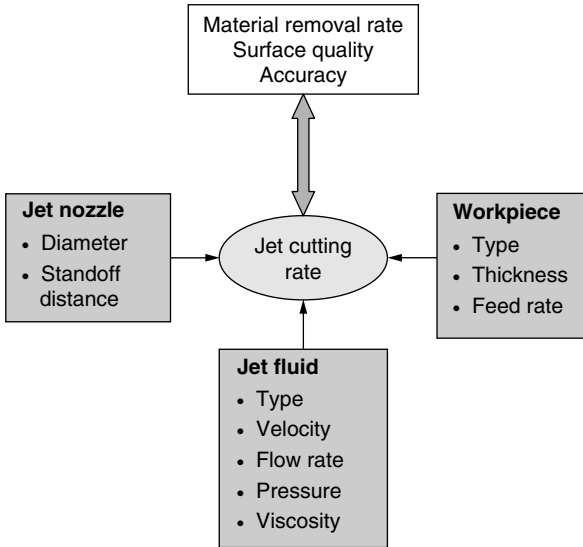 Material removal rate
Surface quality
Accuracy
Jet nozzle
• Diameter
• Standoff
distance
Jet cutting
rate
Workpiece
• Type
• Thickness
• Feed rate
Jet fluid
• Type
• Velocity
• Flow rate
• Pressure
• Viscosity